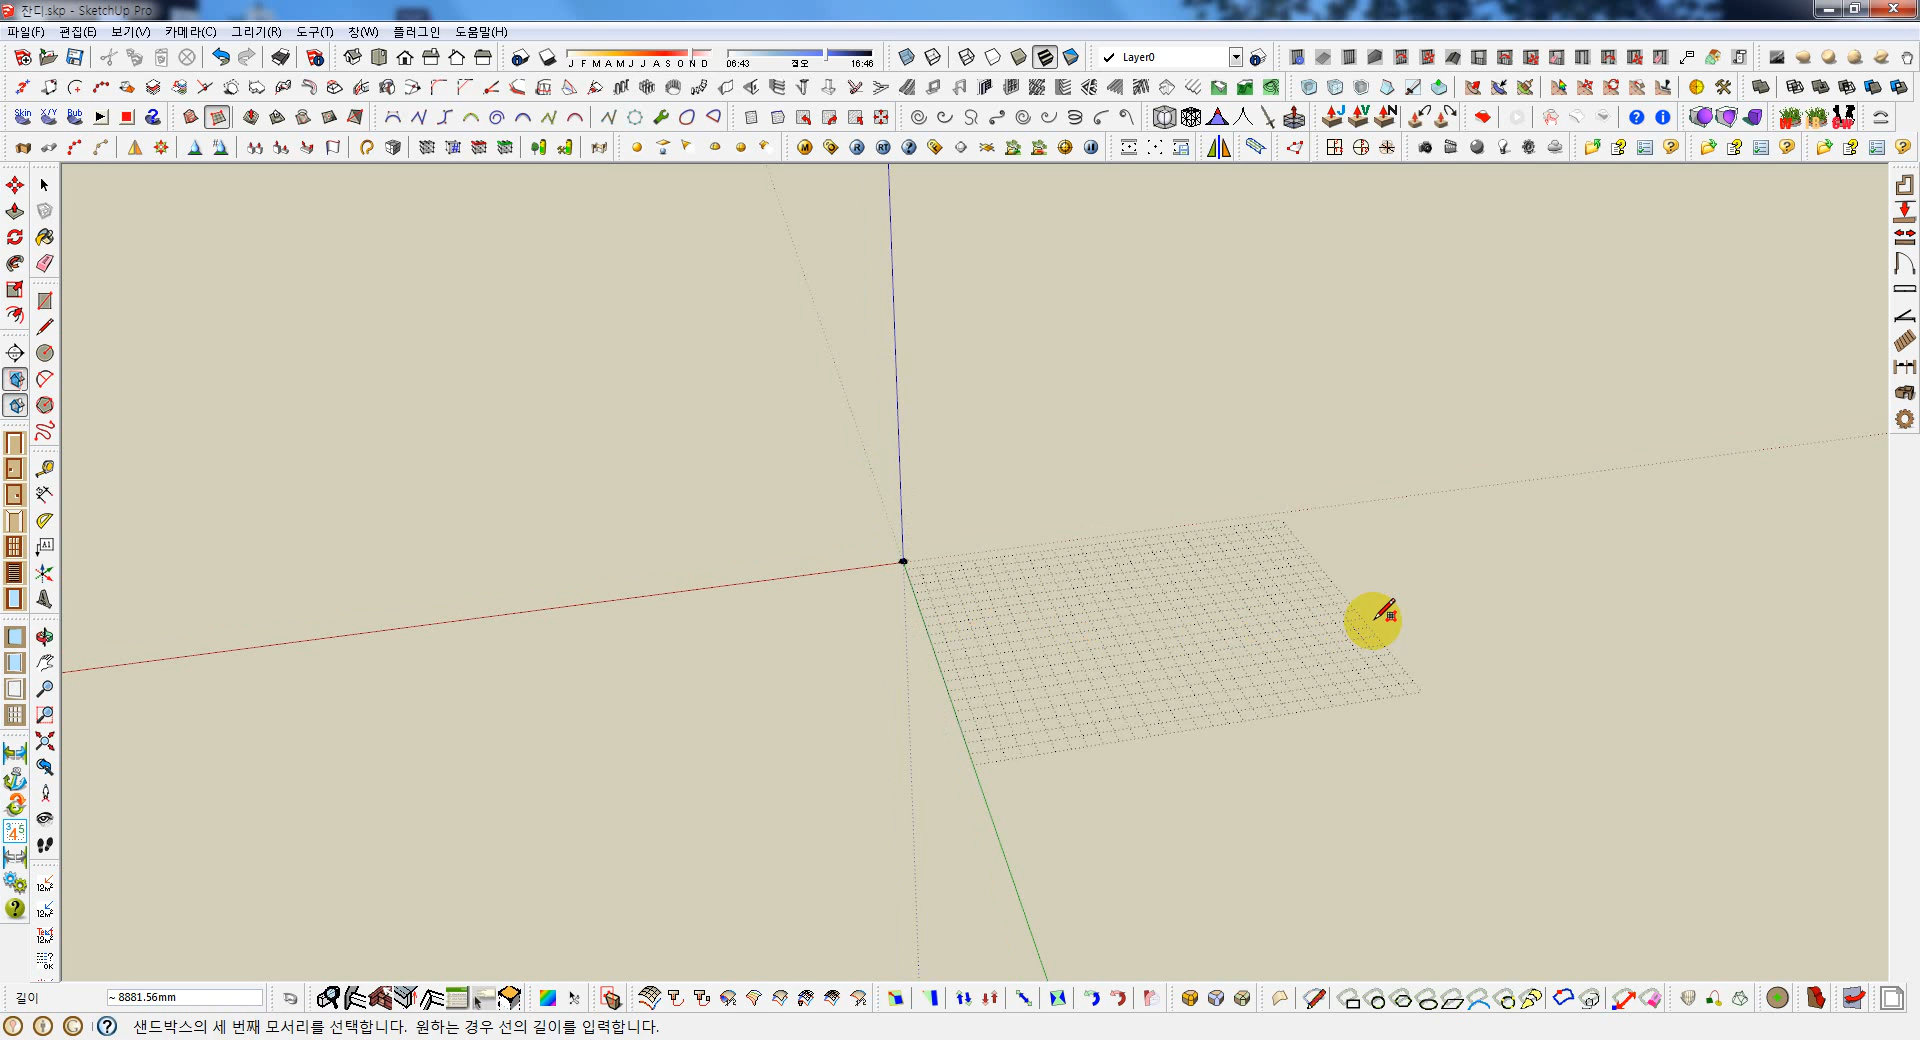 잔디.skp - SketchUp Pro
파일(F) 편집(E) 보기(V) 카메라(C) 그리기(R) 도구(T) 창(W) 플러그인 도움말(H)
J F M A M J J A S O N D
06:43 정오 16:46
Layer0
Skin X/Y Bub
길이 ~ 8881.56mm
샌드박스의 세 번째 모서리를 선택합니다. 원하는 경우 선의 길이를 입력합니다.